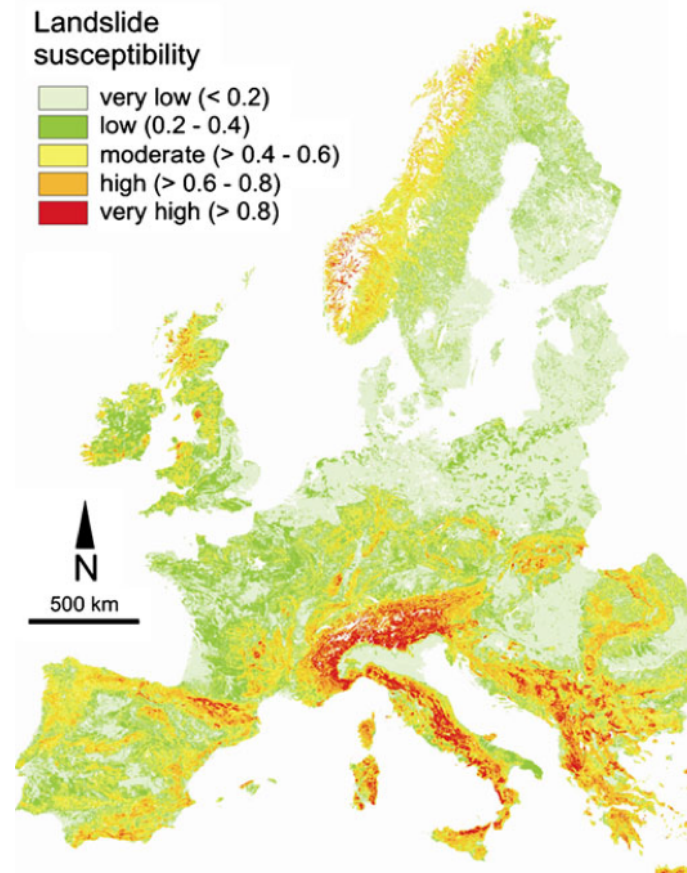 Landslide
susceptibility
very low (< 0.2)
low (0.2 - 0.4)
moderate (> 0.4 - 0.6)
high (> 0.6 - 0.8)
very high (> 0.8)
N
500 km